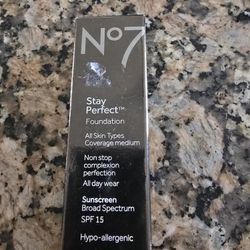 No7
Stay
Perfect™
Foundation
All Skin Types
Coverage medium
Non stop
complexion
perfection
All day wear
Sunscreen
Broad Spectrum
SPF 15
Hypo-allergenic